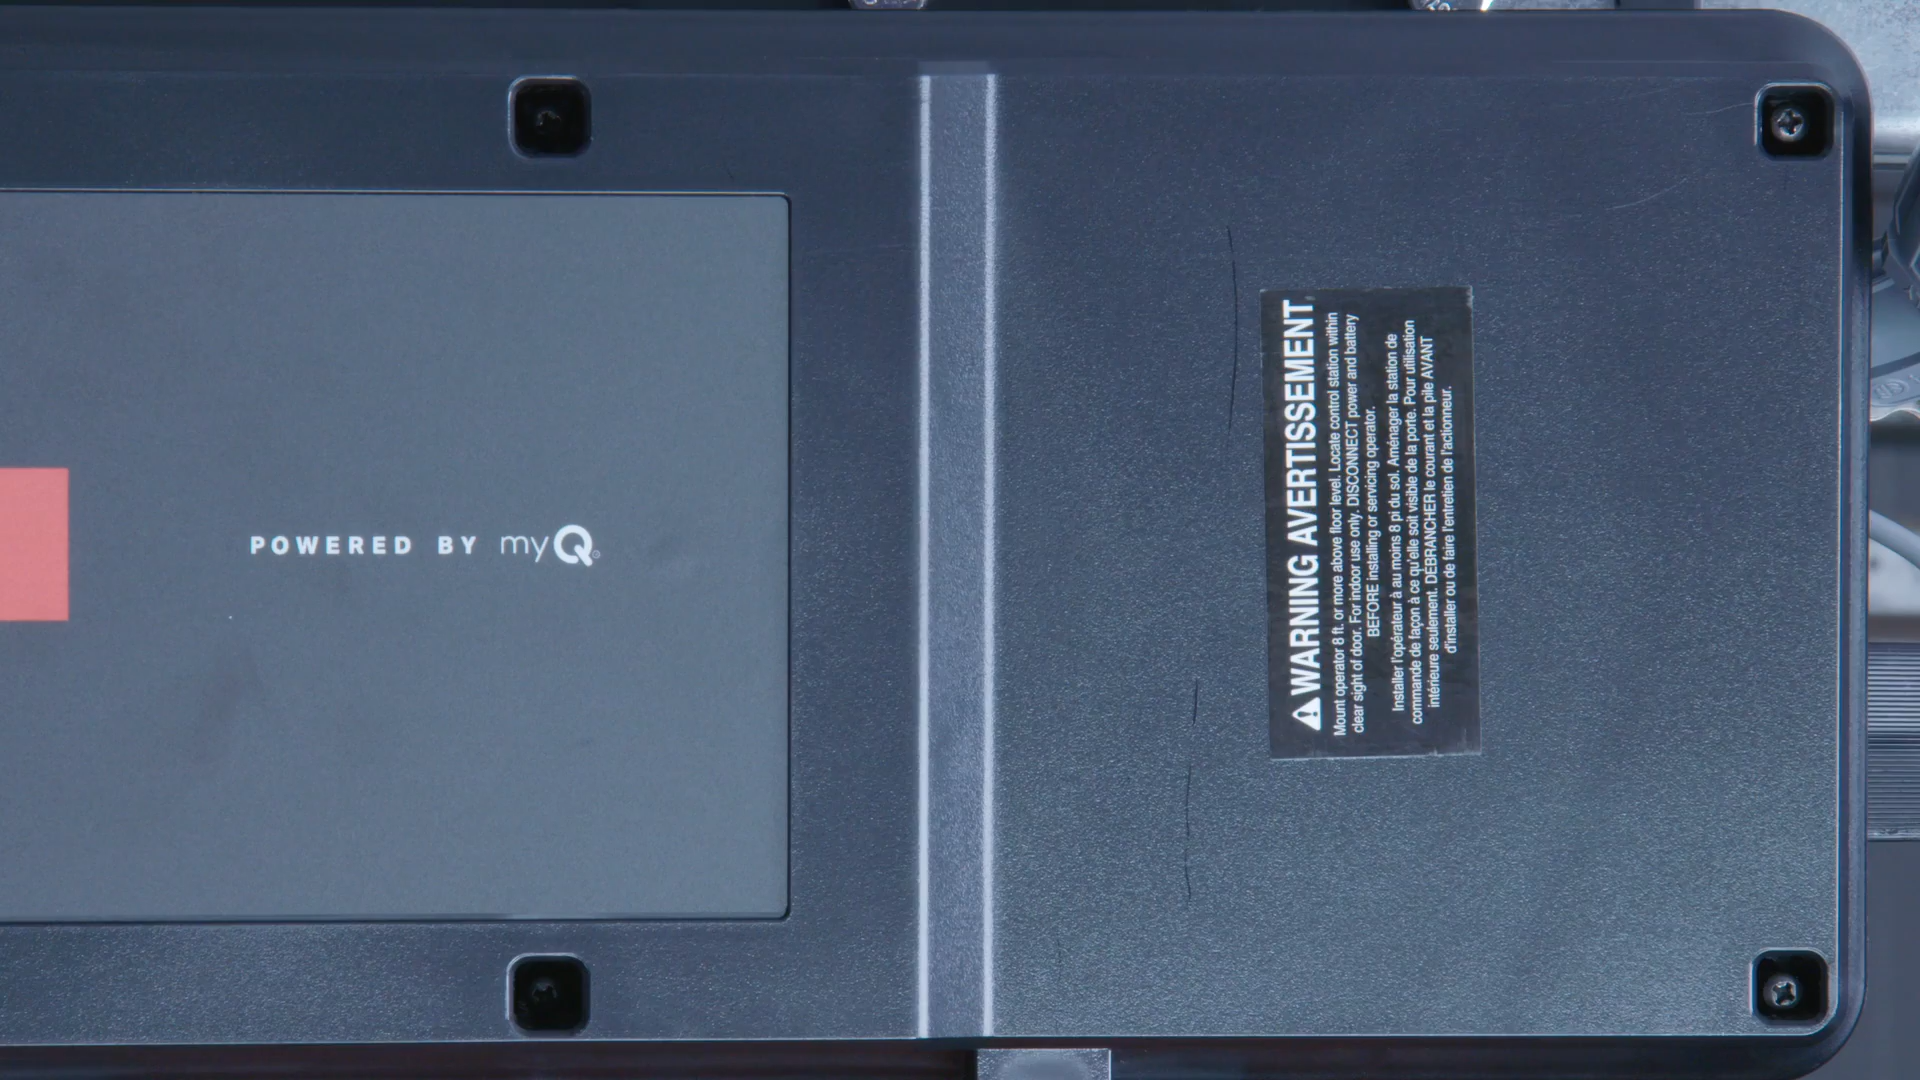 POWERED BY myQ
WARNING AVERTISSEMENT
Mount operator 8 ft. or more above floor level. Locate control station within
clear sight of door. For indoor use only. DISCONNECT power and battery
BEFORE installing or servicing operator.
Installer l'opérateur à au moins 8 pi du sol. Aménager la station de
commande de façon à ce qu'elle soit visible de la porte. Pour utilisation
intérieure seulement. DÉBRANCHER le courant et la pile AVANT
d'installer ou de faire l'entretien de l'actionneur.